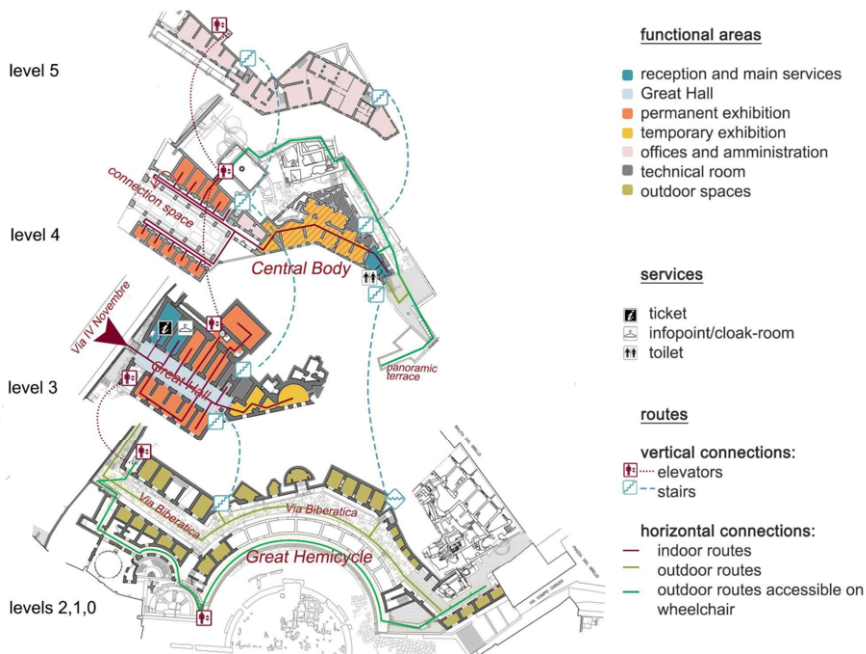 level 5
level 4
level 3
levels 2,1,0
connection space
Central Body
Via IV Novembre
Great Hall
panoramic
terrace
Via Biberatica
Via Biberatica
Great Hemicycle
functional areas
reception and main services
Great Hall
permanent exhibition
temporary exhibition
offices and amministration
technical room
outdoor spaces
services
ticket
infopoint/cloak-room
toilet
routes
vertical connections:
elevators
stairs
horizontal connections:
indoor routes
outdoor routes
outdoor routes accessible on
wheelchair